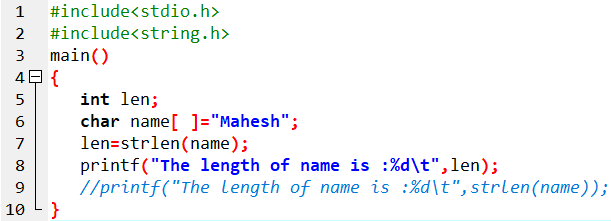 1 #include<stdio.h>
2 #include<string.h>
3 main()
4 {
5 int len;
6 char name[ ]="Mahesh";
7 len=strlen(name);
8 printf("The length of name is :%d\t",len);
9 //printf("The length of name is :%d\t",strlen(name));
10 }